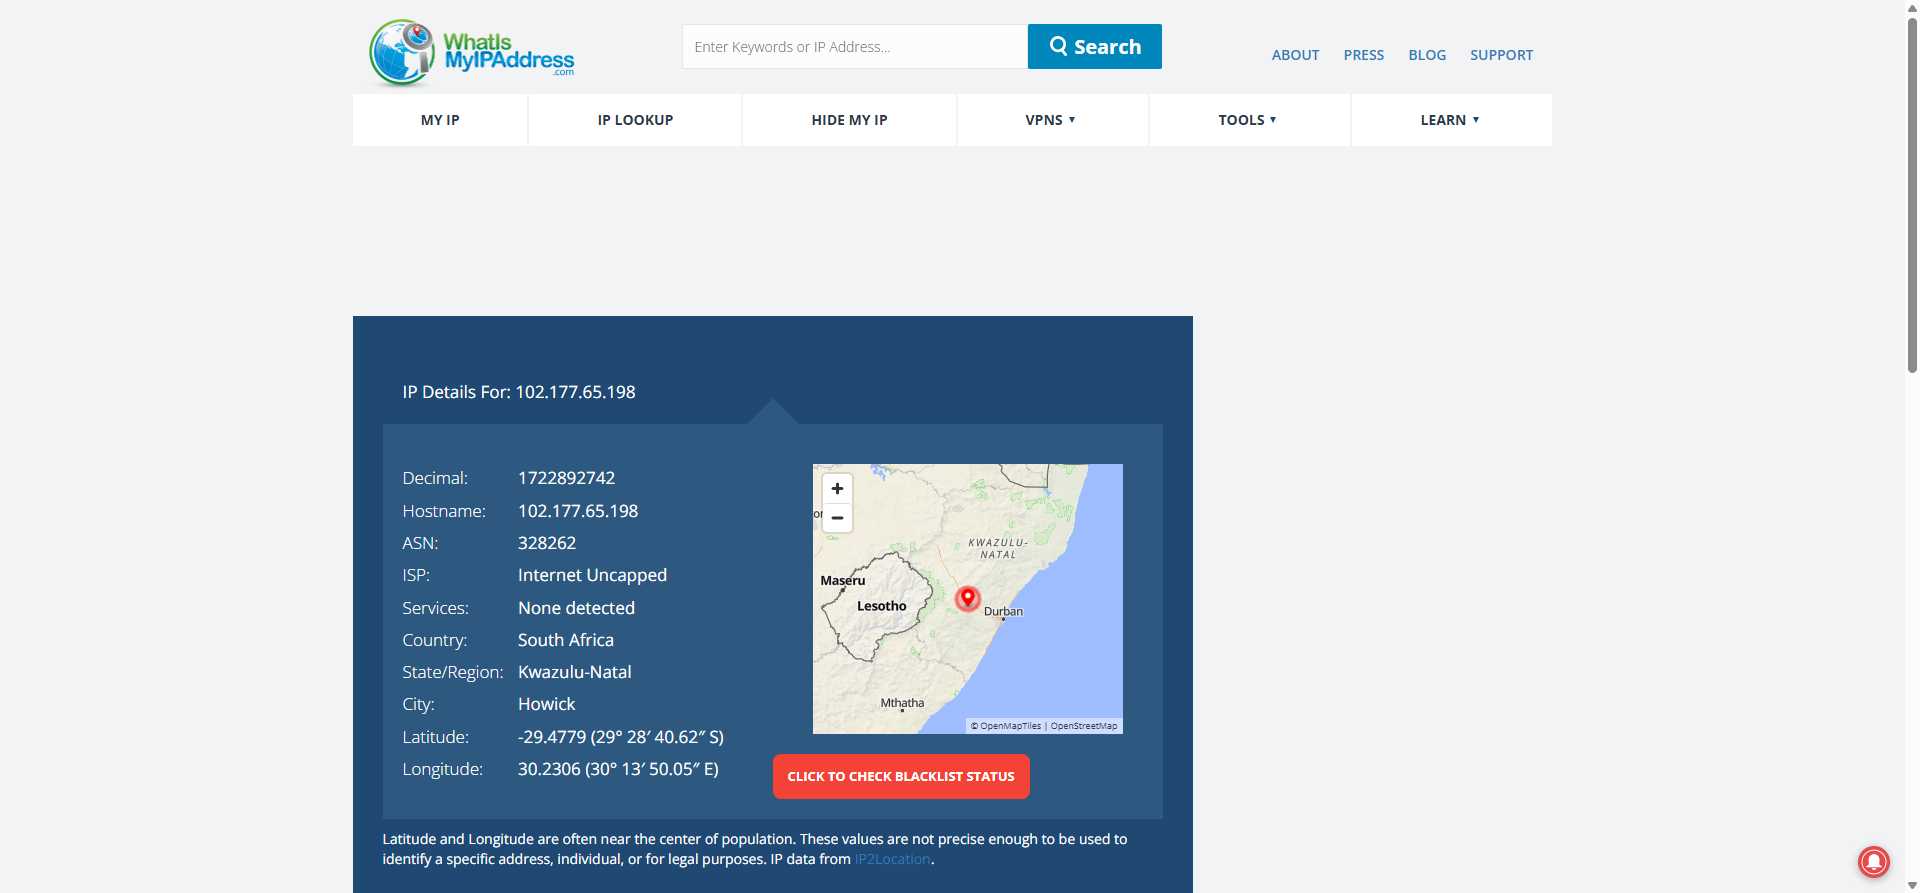 WhatIs
MyIPAddress
.com
Enter Keywords or IP Address...
Search
ABOUT PRESS BLOG SUPPORT
MY IP IP LOOKUP HIDE MY IP VPNS ▼ TOOLS ▼ LEARN ▼
IP Details For: 102.177.65.198
Decimal: 1722892742
Hostname: 102.177.65.198
ASN: 328262
ISP: Internet Uncapped
Services: None detected
Country: South Africa
State/Region: Kwazulu-Natal
City: Howick
Latitude: -29.4779 (29° 28′ 40.62″ S)
Longitude: 30.2306 (30° 13′ 50.05″ E)
+
−
KWAZULU-
NATAL
Maseru
Lesotho
Durban
Mthatha
© OpenMapTiles | OpenStreetMap
CLICK TO CHECK BLACKLIST STATUS
Latitude and Longitude are often near the center of population. These values are not precise enough to be used to
identify a specific address, individual, or for legal purposes. IP data from IP2Location.